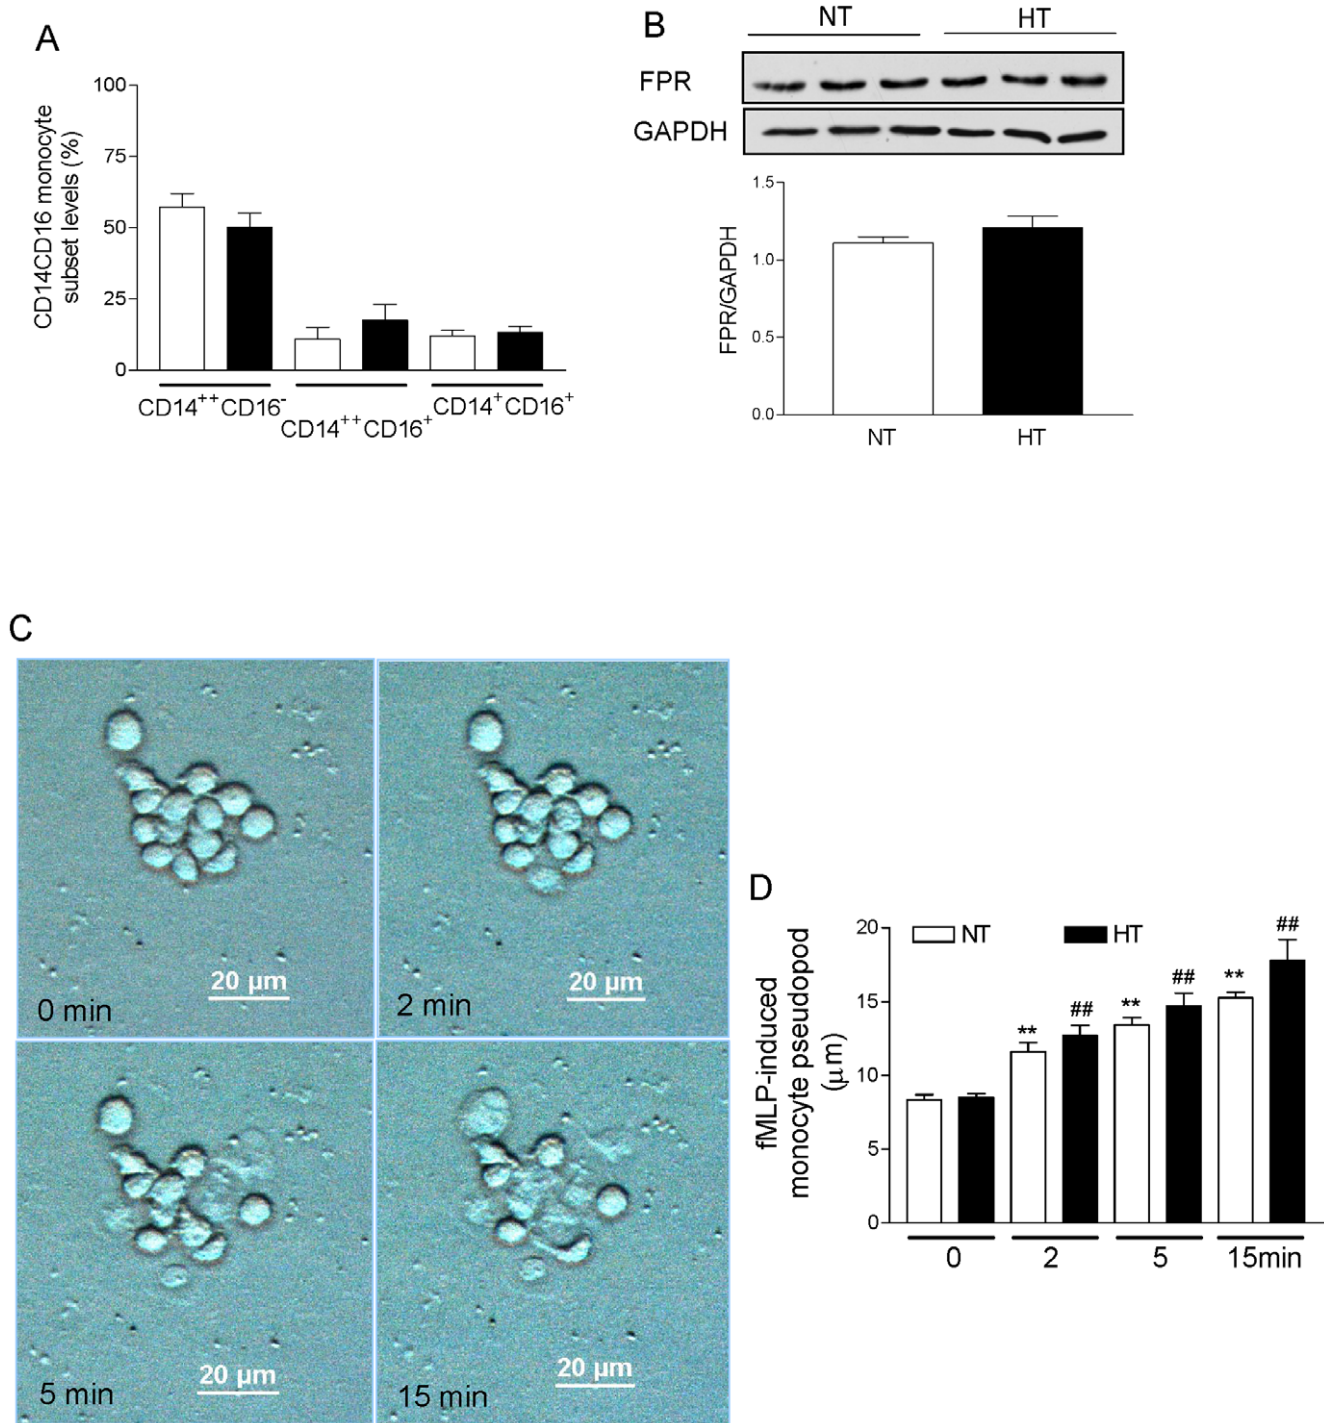 A
CD14CD16 monocyte
subset levels (%)
100
75
50
25
0
CD14++CD16-
CD14++CD16+
CD14+CD16+
B
NT HT
FPR
GAPDH
FPR/GAPDH
1.5
1.0
0.5
0.0
NT HT
C
20 µm
0 min
20 µm
2 min
20 µm
5 min
20 µm
15 min
D
fMLP-induced
monocyte pseudopod
(µm)
20
15
10
5
0
NT HT
** ## ** ## ** ##
0 2 5 15min